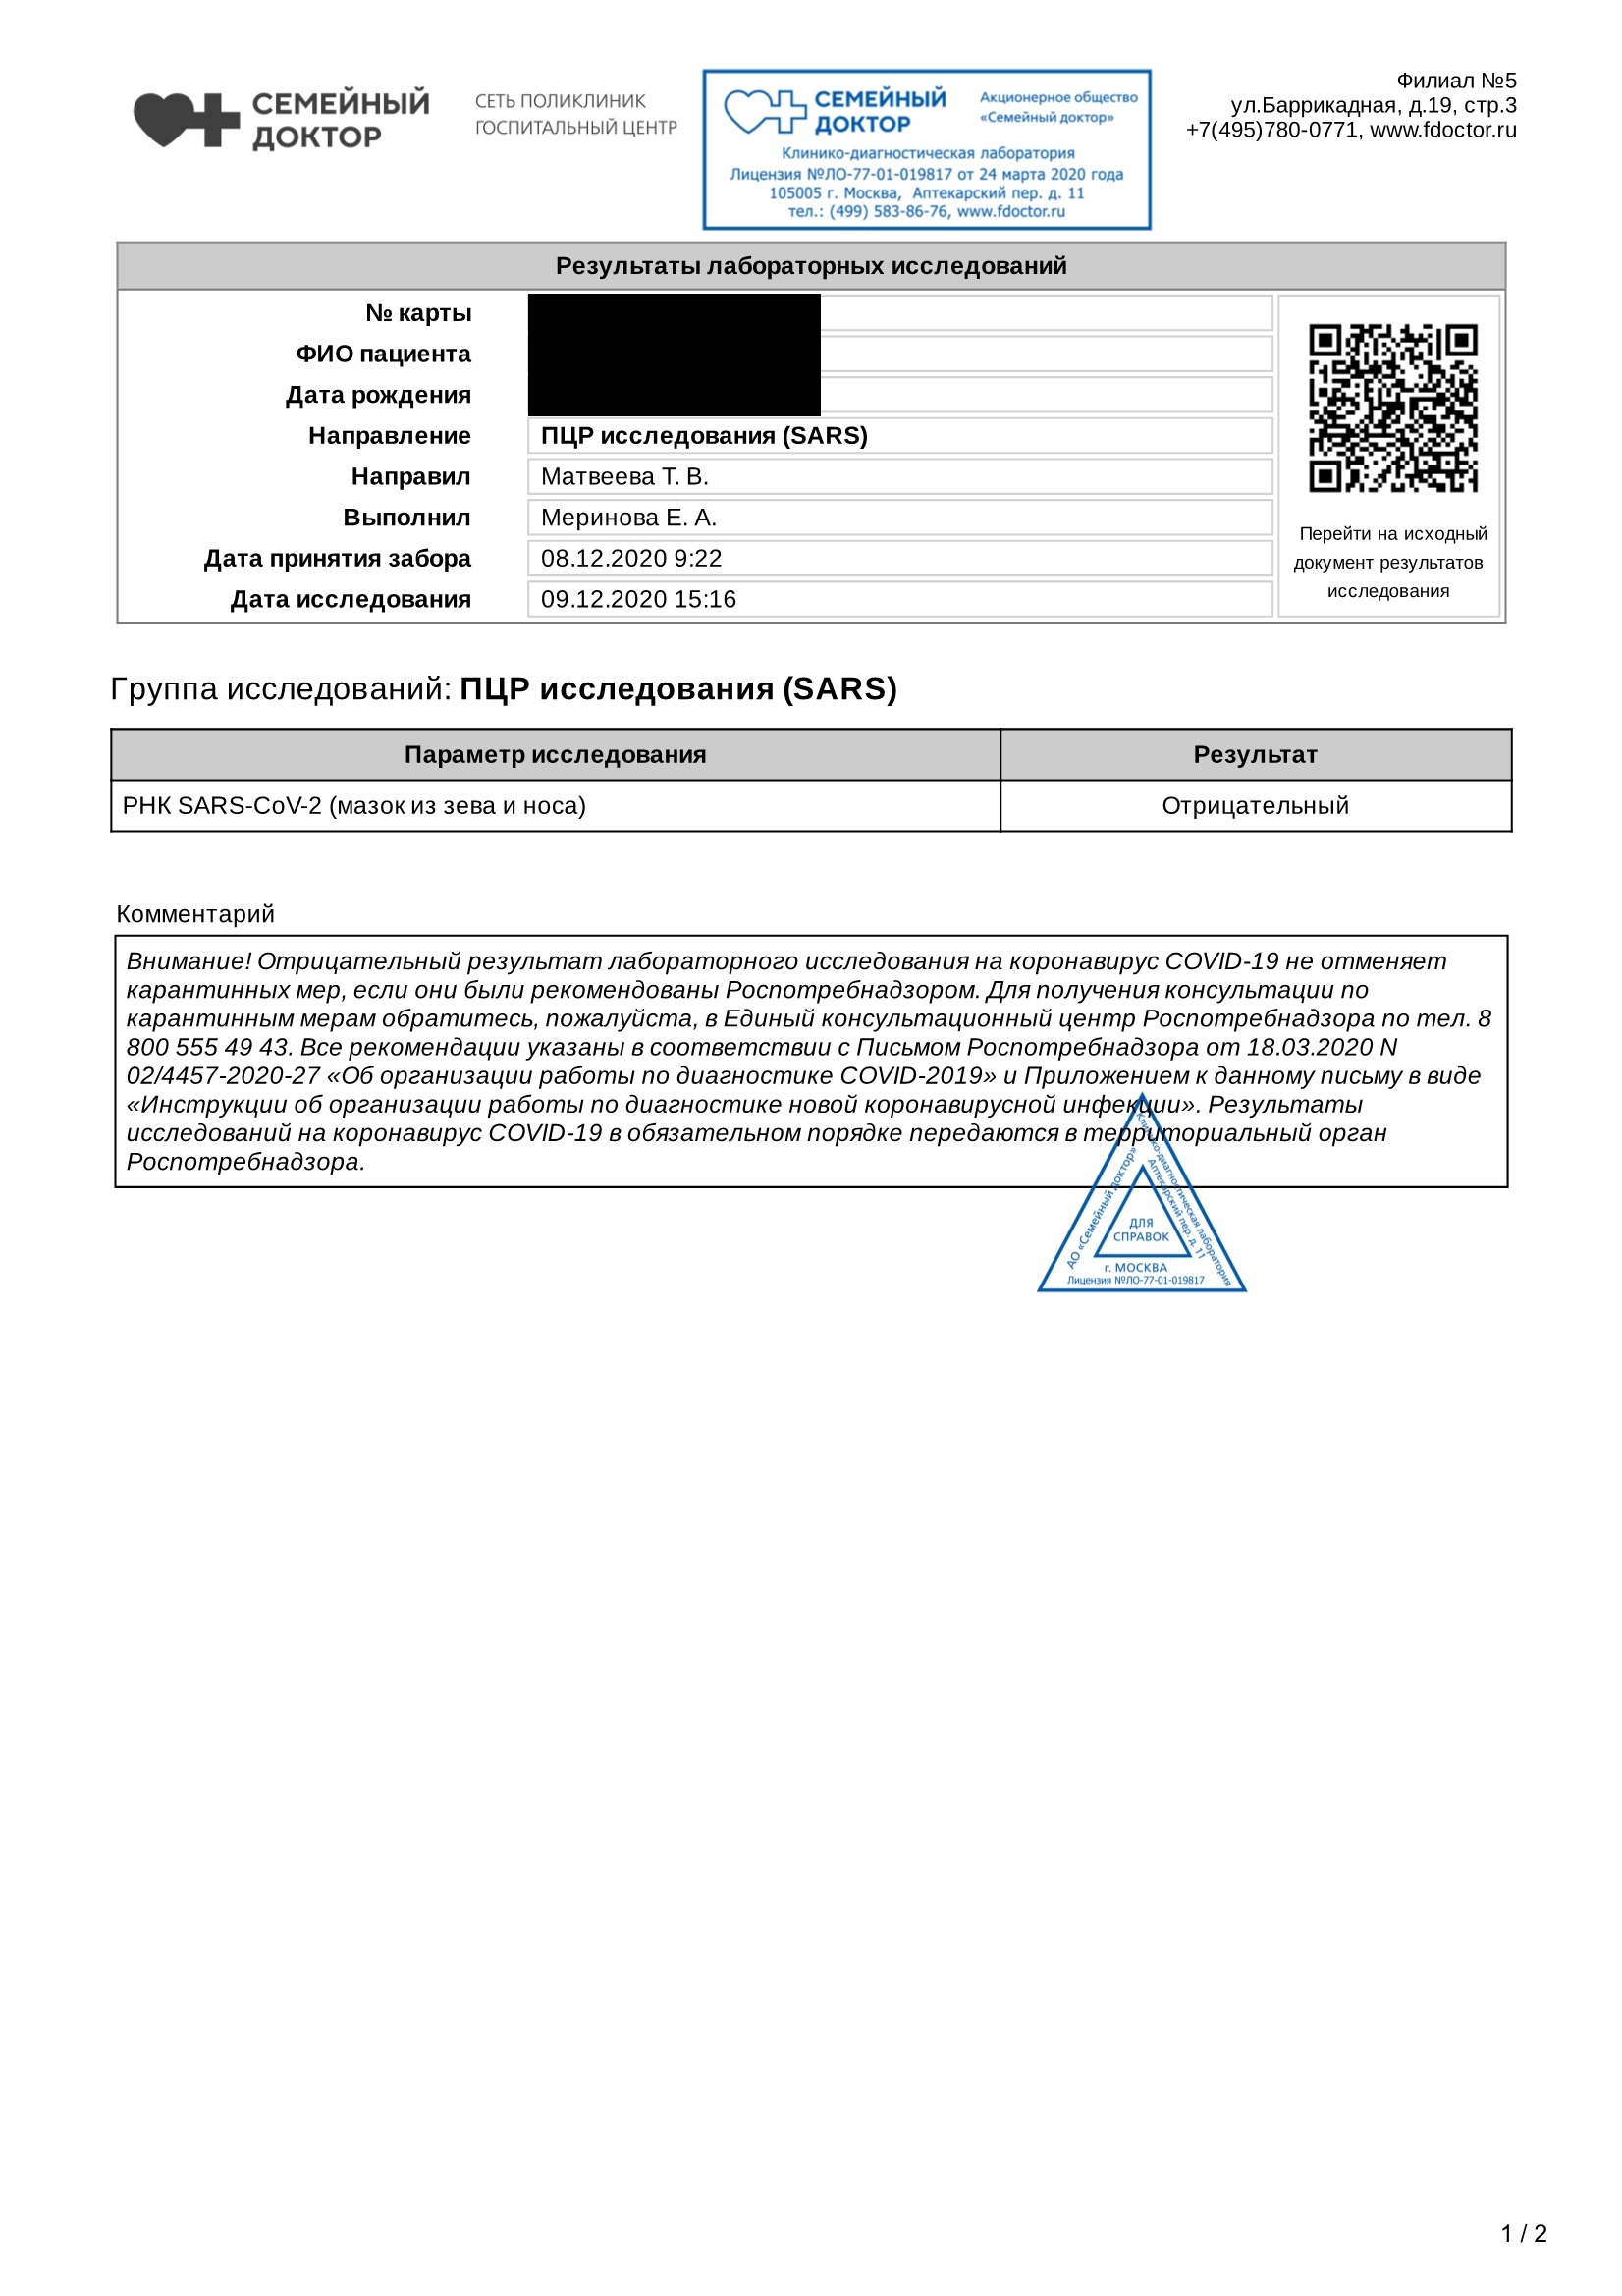 СЕМЕЙНЫЙ
ДОКТОР
СЕТЬ ПОЛИКЛИНИК
ГОСПИТАЛЬНЫЙ ЦЕНТР
СЕМЕЙНЫЙ
ДОКТОР
Акционерное общество
«Семейный доктор»
Клинико-диагностическая лаборатория
Лицензия №ЛО-77-01-019817 от 24 марта 2020 года
105005 г. Москва, Аптекарский пер. д. 11
тел.: (499) 583-86-76, www.fdoctor.ru
Филиал №5
ул.Баррикадная, д.19, стр.3
+7(495)780-0771, www.fdoctor.ru
Результаты лабораторных исследований
№ карты
ФИО пациента
Дата рождения
Направление ПЦР исследования (SARS)
Направил Матвеева Т. В.
Выполнил Меринова Е. А.
Дата принятия забора 08.12.2020 9:22
Дата исследования 09.12.2020 15:16
Перейти на исходный
документ результатов
исследования
Группа исследований: ПЦР исследования (SARS)
Параметр исследования Результат
РНК SARS-CoV-2 (мазок из зева и носа) Отрицательный
Комментарий
Внимание! Отрицательный результат лабораторного исследования на коронавирус COVID-19 не отменяет
карантинных мер, если они были рекомендованы Роспотребнадзором. Для получения консультации по
карантинным мерам обратитесь, пожалуйста, в Единый консультационный центр Роспотребнадзора по тел. 8
800 555 49 43. Все рекомендации указаны в соответствии с Письмом Роспотребнадзора от 18.03.2020 N
02/4457-2020-27 «Об организации работы по диагностике COVID-2019» и Приложением к данному письму в виде
«Инструкции об организации работы по диагностике новой коронавирусной инфекции». Результаты
исследований на коронавирус COVID-19 в обязательном порядке передаются в территориальный орган
Роспотребнадзора.
АО «Семейный доктор»
Клинико-диагностическая лаборатория
Аптекарский пер. д. 11
ДЛЯ
СПРАВОК
г. МОСКВА
Лицензия №ЛО-77-01-019817
1 / 2